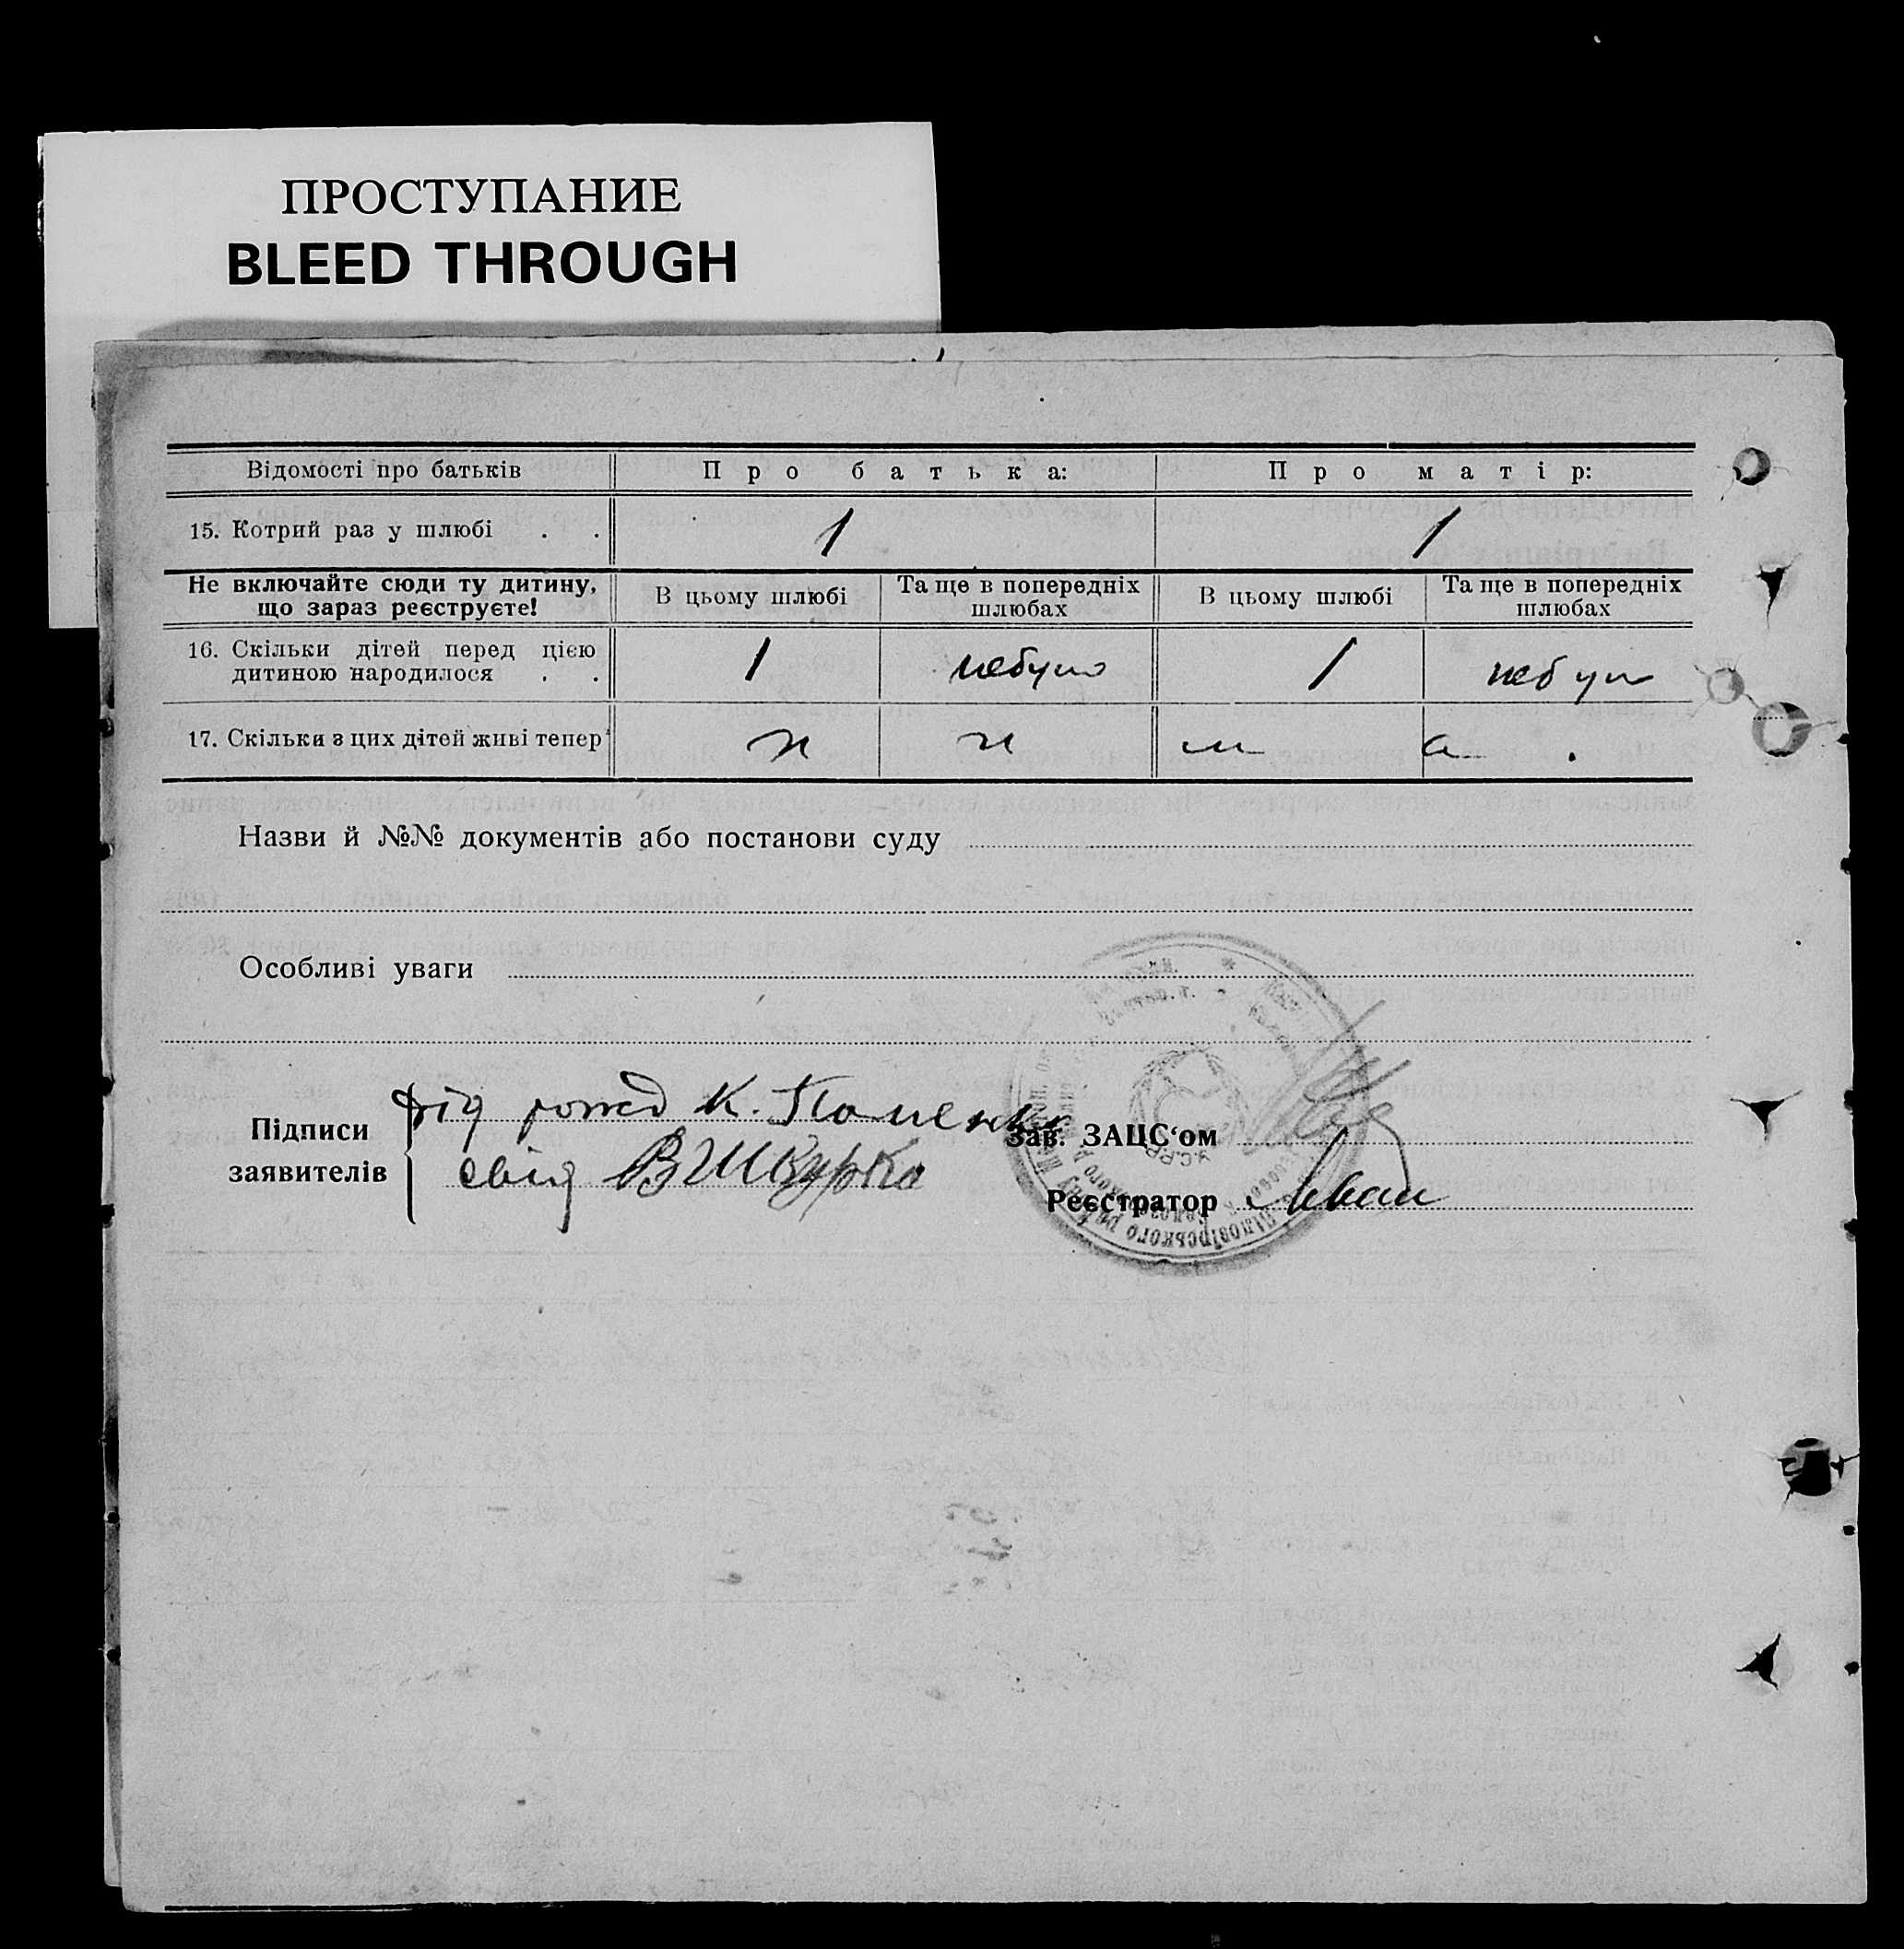 ПРОСТУПАНИЕ
BLEED THROUGH
Відомості про батьків Про батька: Про матір:
15. Котрий раз у шлюбі . . 1 1
Не включайте сюди ту дитину, що зараз реєструєте! В цьому шлюбі Та ще в попередніх шлюбах В цьому шлюбі Та ще в попередніх шлюбах
16. Скільки дітей перед цією
дитиною народилося . . 1 небуло 1 небуло
17. Скільки з цих дітей живі тепер н и м а .
Назви й №№ документів або постанови суду
Особливі уваги
Підписи
заявителів
К.
свід ВШкурка
Зав. ЗАЦС‘ом
Реєстратор